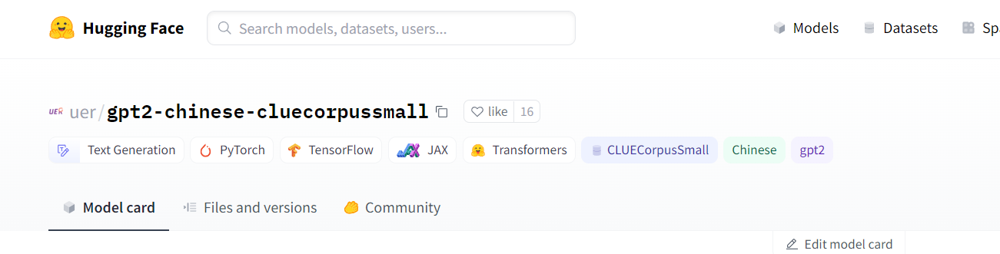 Hugging Face Search models, datasets, users... Models Datasets
UER uer/gpt2-chinese-cluecorpussmall like 16
Text Generation PyTorch TensorFlow JAX Transformers CLUECorpusSmall Chinese gpt2
Model card Files and versions Community
Edit model card